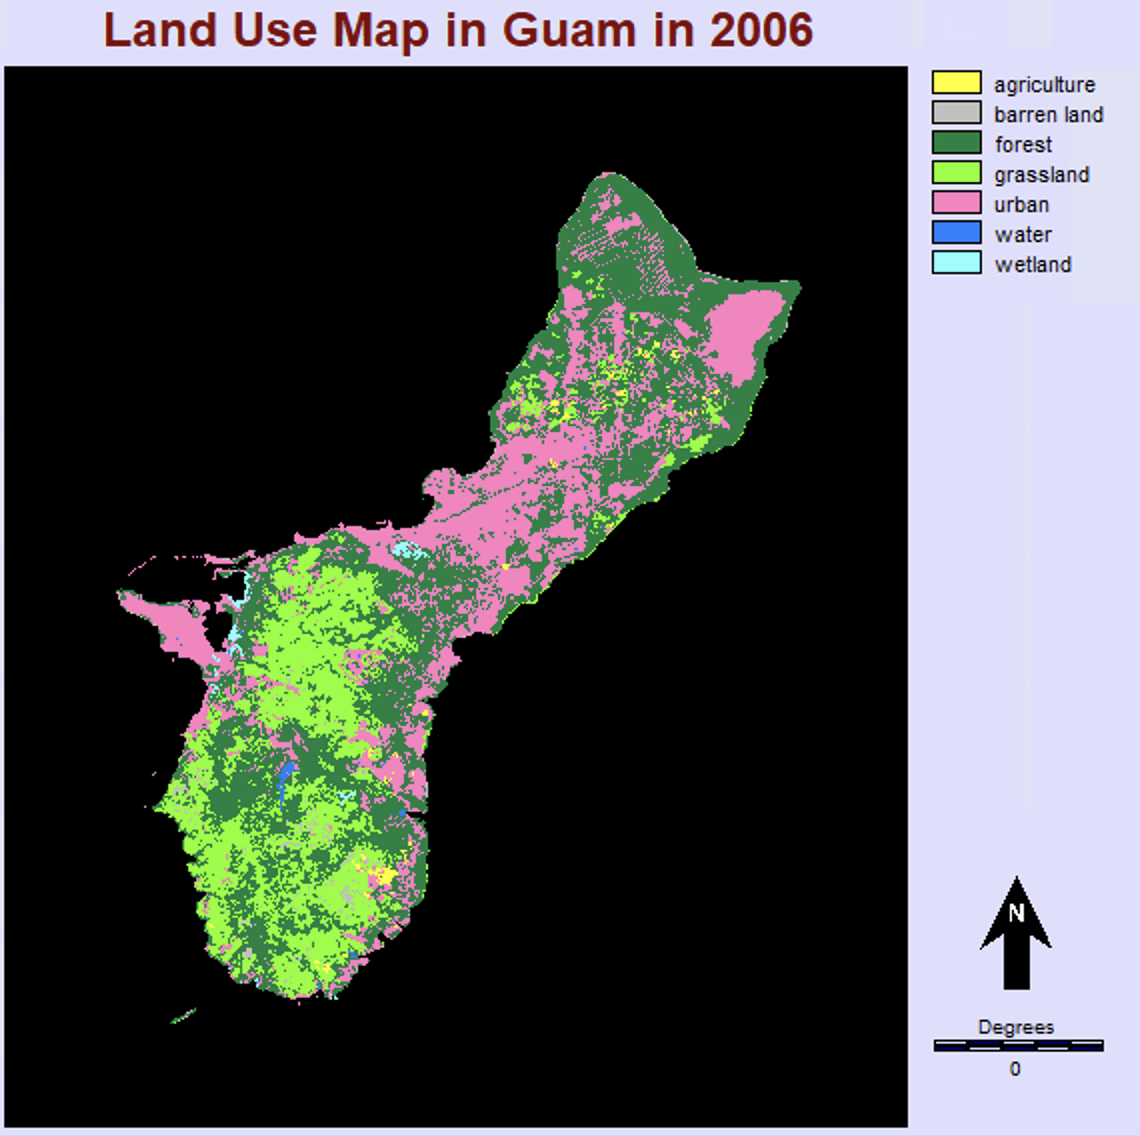 Land Use Map in Guam in 2006
agriculture
barren land
forest
grassland
urban
water
wetland
N
Degrees
0